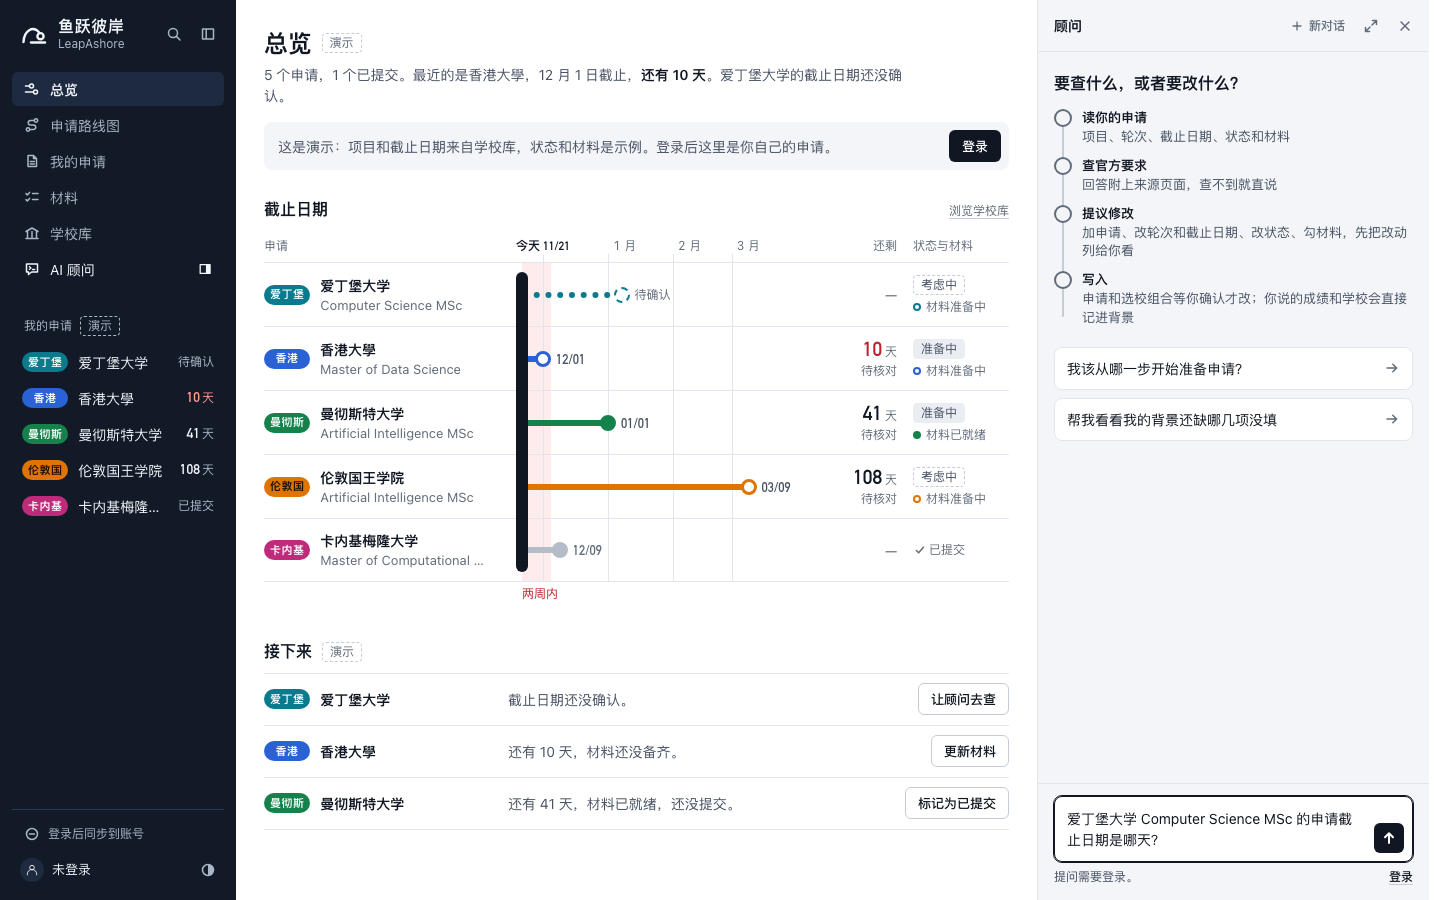 鱼跃彼岸
LeapAshore
总览
申请路线图
我的申请
材料
学校库
AI 顾问
我的申请 演示
爱丁堡 爱丁堡大学 待确认
香港 香港大學 10 天
曼彻斯 曼彻斯特大学 41 天
伦敦国 伦敦国王学院 108 天
卡内基 卡内基梅隆... 已提交
登录后同步到账号
未登录
总览 演示
5 个申请，1 个已提交。最近的是香港大學，12 月 1 日截止，还有 10 天。爱丁堡大学的截止日期还没确
认。
这是演示：项目和截止日期来自学校库，状态和材料是示例。登录后这里是你自己的申请。 登录
截止日期 浏览学校库
申请 今天 11/21 1 月 2 月 3 月 还剩 状态与材料
爱丁堡 爱丁堡大学 待确认 — 考虑中
Computer Science MSc 材料准备中
香港 香港大學 12/01 10 天 准备中
Master of Data Science 待核对 材料准备中
曼彻斯 曼彻斯特大学 01/01 41 天 准备中
Artificial Intelligence MSc 待核对 材料已就绪
伦敦国 伦敦国王学院 03/09 108 天 考虑中
Artificial Intelligence MSc 待核对 材料准备中
卡内基 卡内基梅隆大学 12/09 — 已提交
Master of Computational ...
两周内
接下来 演示
爱丁堡 爱丁堡大学 截止日期还没确认。 让顾问去查
香港 香港大學 还有 10 天，材料还没备齐。 更新材料
曼彻斯 曼彻斯特大学 还有 41 天，材料已就绪，还没提交。 标记为已提交
顾问 新对话
要查什么，或者要改什么？
读你的申请
项目、轮次、截止日期、状态和材料
查官方要求
回答附上来源页面，查不到就直说
提议修改
加申请、改轮次和截止日期、改状态、勾材料，先把改动
列给你看
写入
申请和选校组合等你确认才改；你说的成绩和学校会直接
记进背景
我该从哪一步开始准备申请？
帮我看看我的背景还缺哪几项没填
爱丁堡大学 Computer Science MSc 的申请截
止日期是哪天？
提问需要登录。 登录